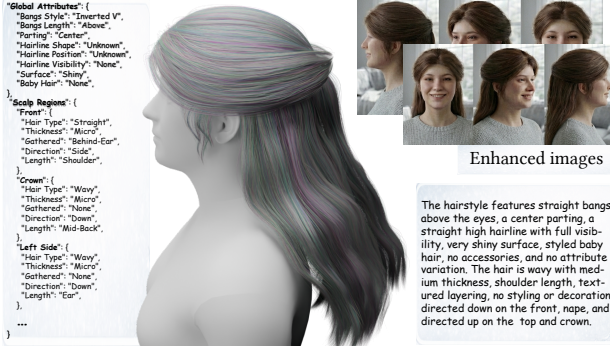 "Global Attributes": {
"Bangs Style": "Inverted V",
"Bangs Length": "Above",
"Parting": "Center",
"Hairline Shape": "Unknown",
"Hairline Position": "Unknown",
"Hairline Visibility": "None",
"Surface": "Shiny",
"Baby Hair": "None",
},
"Scalp Regions": {
"Front": {
"Hair Type": "Straight",
"Thickness": "Micro",
"Gathered": "Behind-Ear",
"Direction": "Side",
"Length": "Shoulder",
},
"Crown": {
"Hair Type": "Wavy",
"Thickness": "Micro",
"Gathered": "None",
"Direction": "Down",
"Length": "Mid-Back",
},
"Left Side": {
"Hair Type": "Wavy",
"Thickness": "Micro",
"Gathered": "None",
"Direction": "Down",
"Length": "Ear",
},
...
}
Enhanced images
The hairstyle features straight bangs
above the eyes, a center parting, a
straight high hairline with full visib-
ility, very shiny surface, styled baby
hair, no accessories, and no attribute
variation. The hair is wavy with med-
ium thickness, shoulder length, text-
ured layering, no styling or decoration,
directed down on the front, nape, and
directed up on the top and crown.